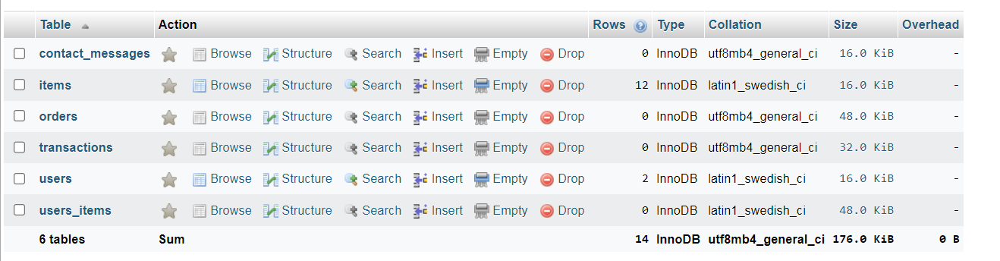 Table Action Rows Type Collation Size Overhead
contact_messages Browse Structure Search Insert Empty Drop 0 InnoDB utf8mb4_general_ci 16.0 KiB -
items Browse Structure Search Insert Empty Drop 12 InnoDB latin1_swedish_ci 16.0 KiB -
orders Browse Structure Search Insert Empty Drop 0 InnoDB utf8mb4_general_ci 48.0 KiB -
transactions Browse Structure Search Insert Empty Drop 0 InnoDB utf8mb4_general_ci 32.0 KiB -
users Browse Structure Search Insert Empty Drop 2 InnoDB latin1_swedish_ci 16.0 KiB -
users_items Browse Structure Search Insert Empty Drop 0 InnoDB latin1_swedish_ci 48.0 KiB -
6 tables Sum 14 InnoDB utf8mb4_general_ci 176.0 KiB 0 B